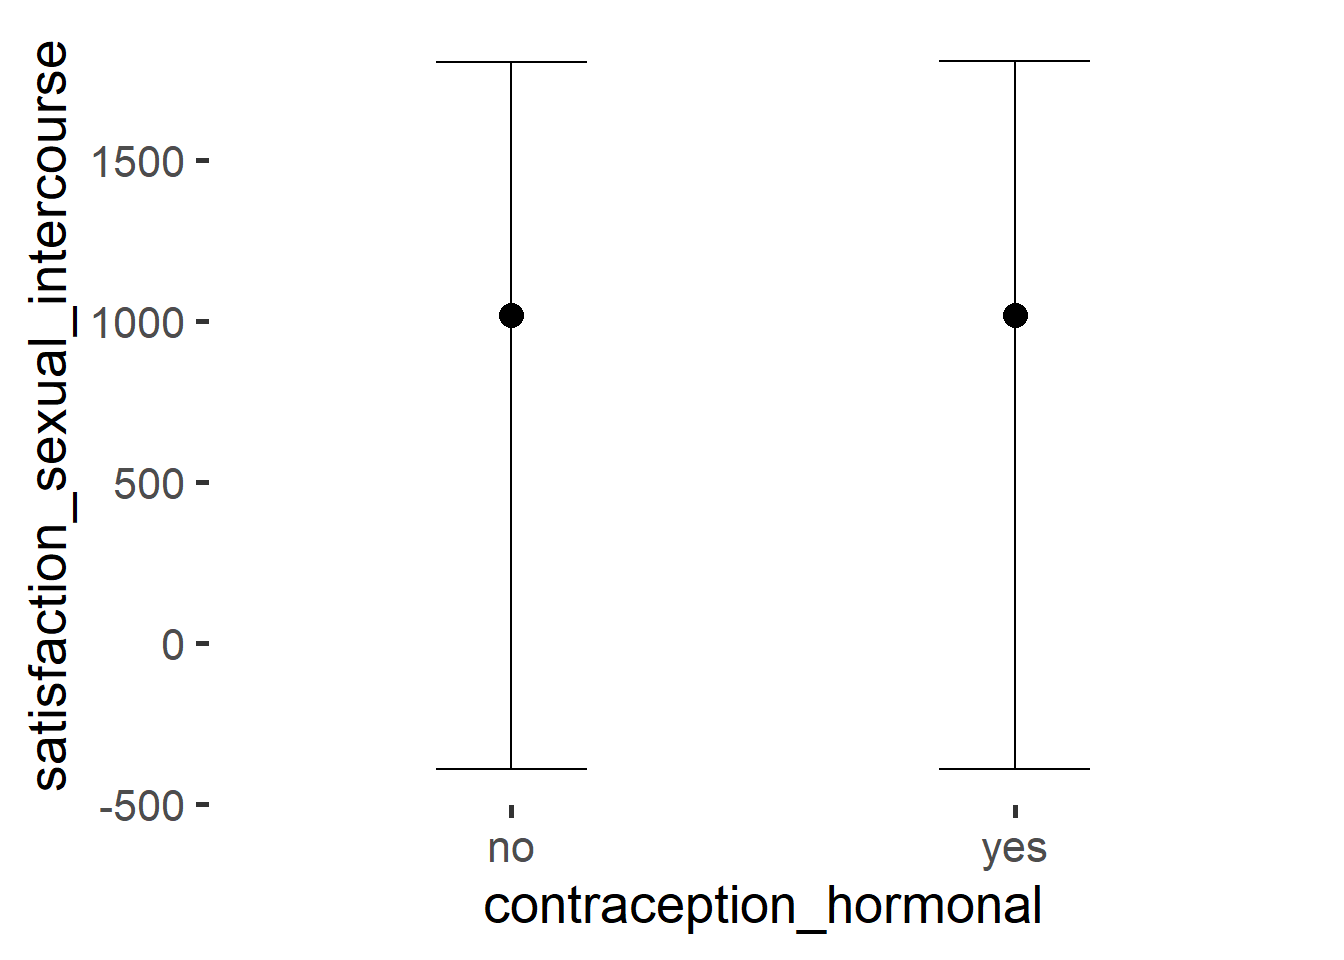 satisfaction_sexual_intercourse
1500
1000
500
0
-500
no yes
contraception_hormonal